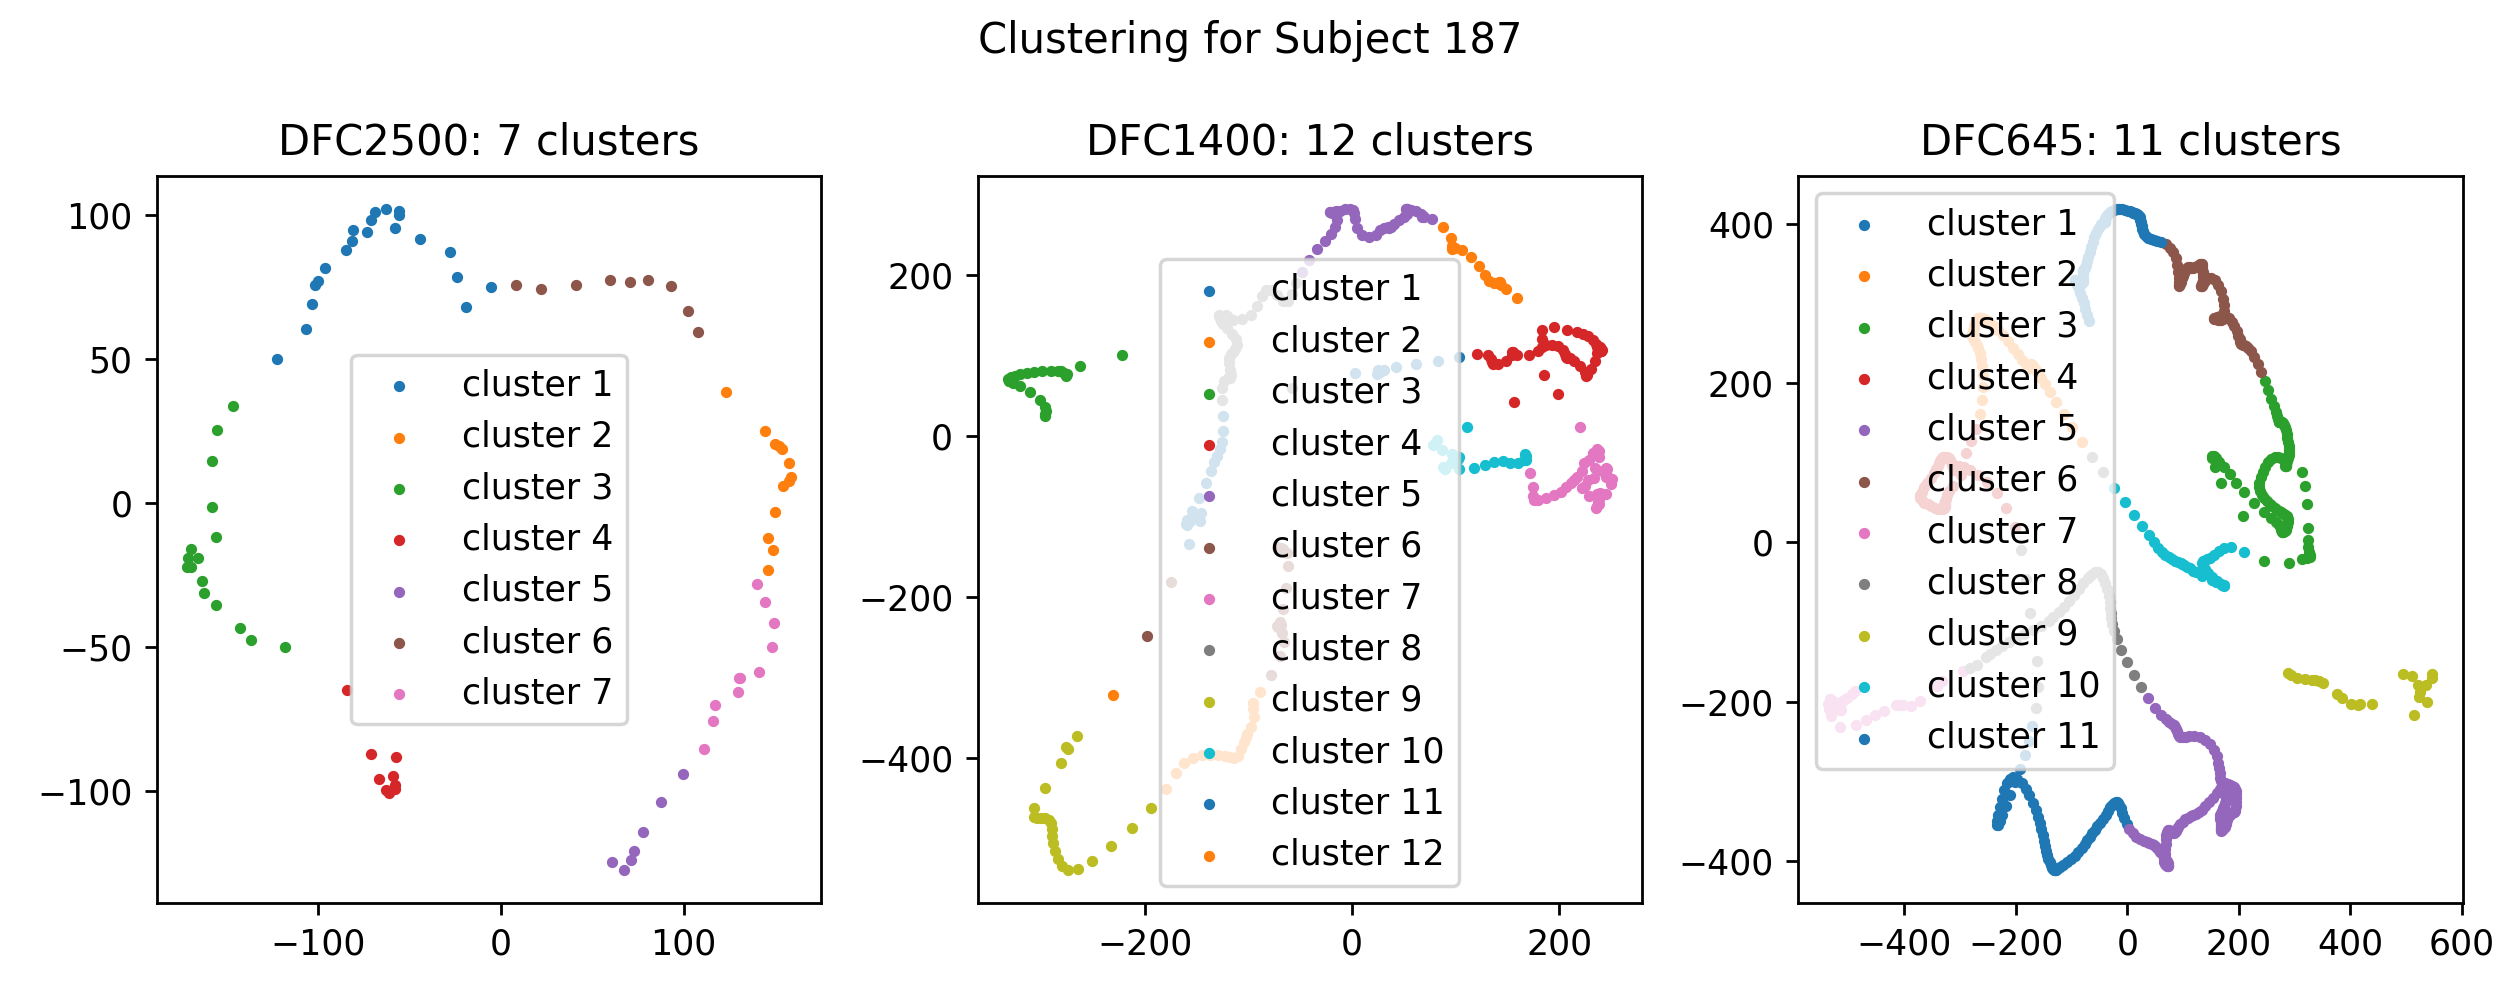 Clustering for Subject 187
DFC2500: 7 clusters
100
50
0
−50
−100
−100
0
100
cluster 1
cluster 2
cluster 3
cluster 4
cluster 5
cluster 6
cluster 7
DFC1400: 12 clusters
200
0
−200
−400
−200
0
200
cluster 1
cluster 2
cluster 3
cluster 4
cluster 5
cluster 6
cluster 7
cluster 8
cluster 9
cluster 10
cluster 11
cluster 12
DFC645: 11 clusters
400
200
0
−200
−400
−400
−200
0
200
400
600
cluster 1
cluster 2
cluster 3
cluster 4
cluster 5
cluster 6
cluster 7
cluster 8
cluster 9
cluster 10
cluster 11